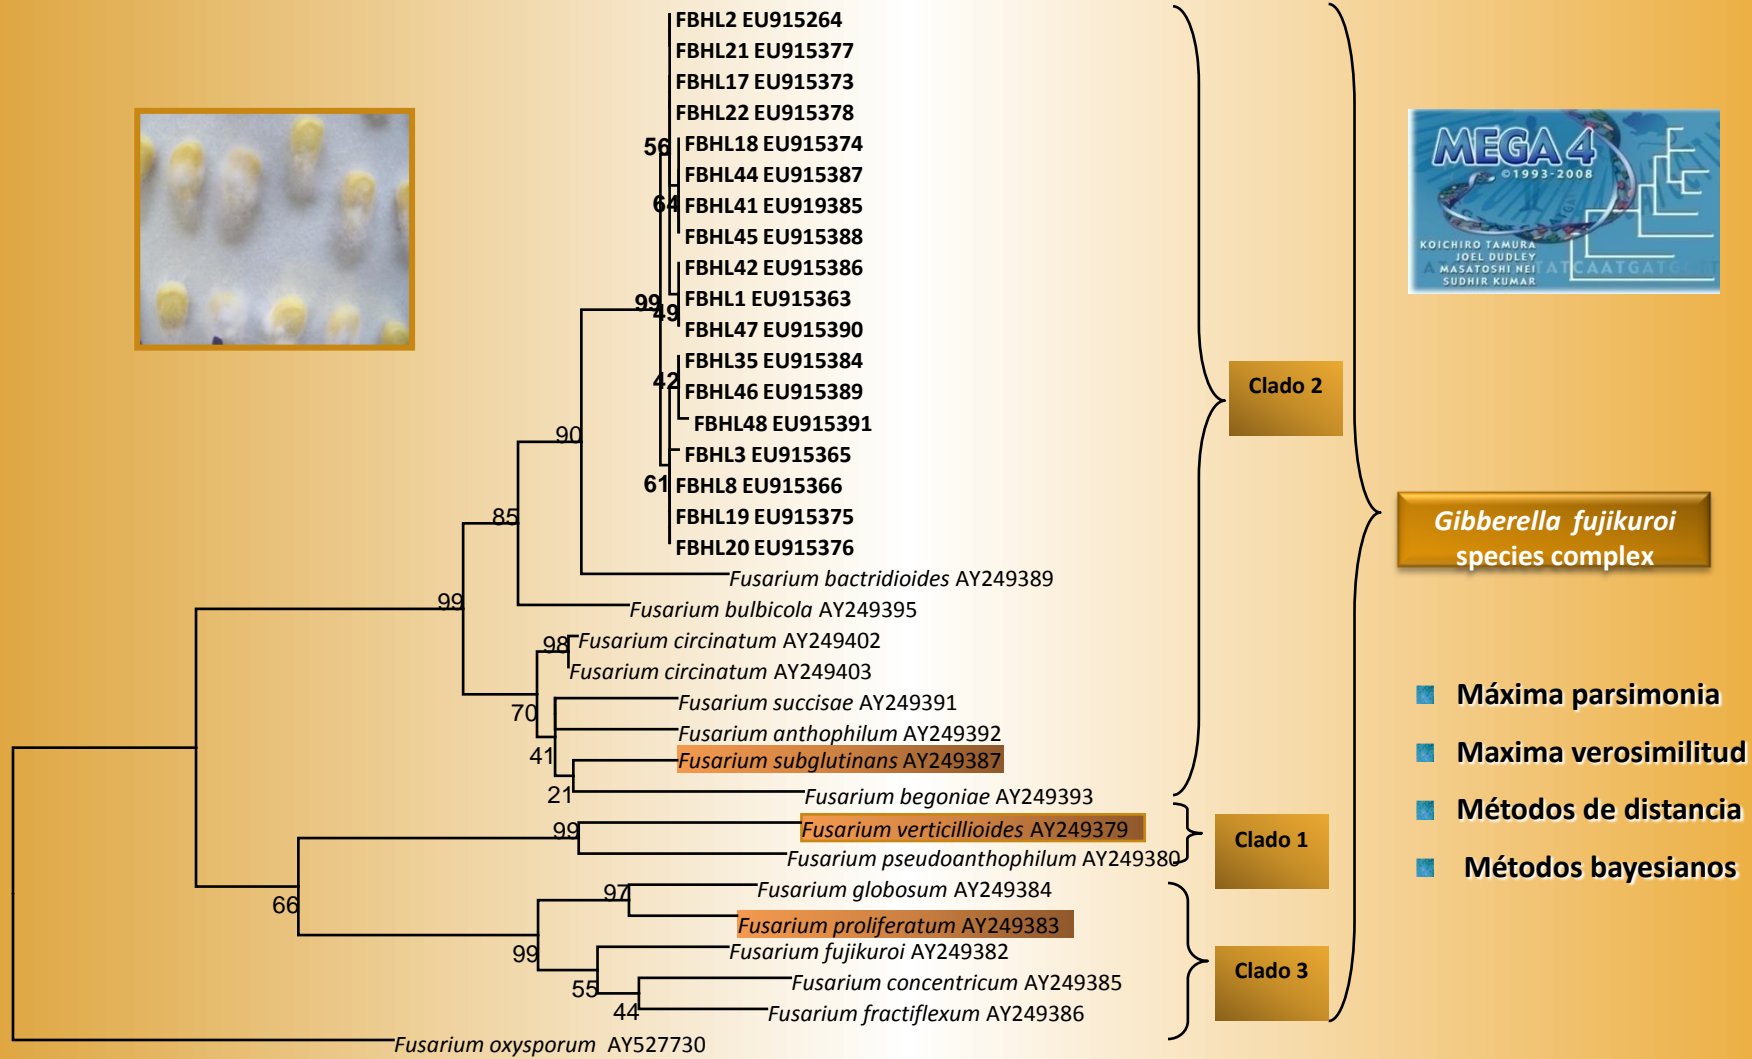 FBHL2 EU915264
FBHL21 EU915377
FBHL17 EU915373
FBHL22 EU915378
56
FBHL18 EU915374
FBHL44 EU915387
64
FBHL41 EU919385
FBHL45 EU915388
FBHL42 EU915386
99
FBHL1 EU915363
49
FBHL47 EU915390
FBHL35 EU915384
42
FBHL46 EU915389
FBHL48 EU915391
90
FBHL3 EU915365
61
FBHL8 EU915366
85
FBHL19 EU915375
FBHL20 EU915376
Fusarium bactridioides AY249389
99
Fusarium bulbicola AY249395
98
Fusarium circinatum AY249402
Fusarium circinatum AY249403
70
Fusarium succisae AY249391
Fusarium anthophilum AY249392
41
Fusarium subglutinans AY249387
21
Fusarium begoniae AY249393
99
Fusarium verticillioides AY249379
Fusarium pseudoanthophilum AY249380
66
97
Fusarium globosum AY249384
Fusarium proliferatum AY249383
99
Fusarium fujikuroi AY249382
55
Fusarium concentricum AY249385
44
Fusarium fractiflexum AY249386
Fusarium oxysporum AY527730
Clado 2
Clado 1
Clado 3
MEGA 4
©1993-2008
KOICHIRO TAMURA
JOEL DUDLEY
MASATOSHI NEI
SUDHIR KUMAR
Gibberella fujikuroi
species complex
Máxima parsimonia
Maxima verosimilitud
Métodos de distancia
Métodos bayesianos